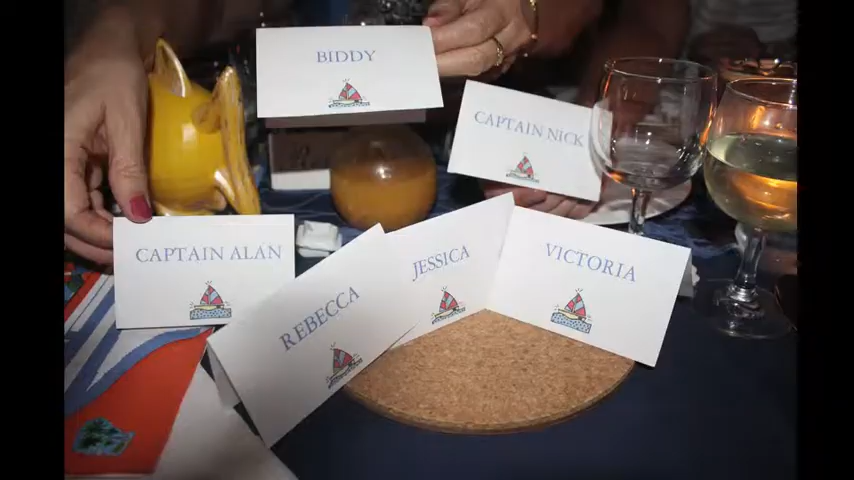 BIDDY
CAPTAIN NICK
CAPTAIN ALAN
REBECCA
JESSICA
VICTORIA